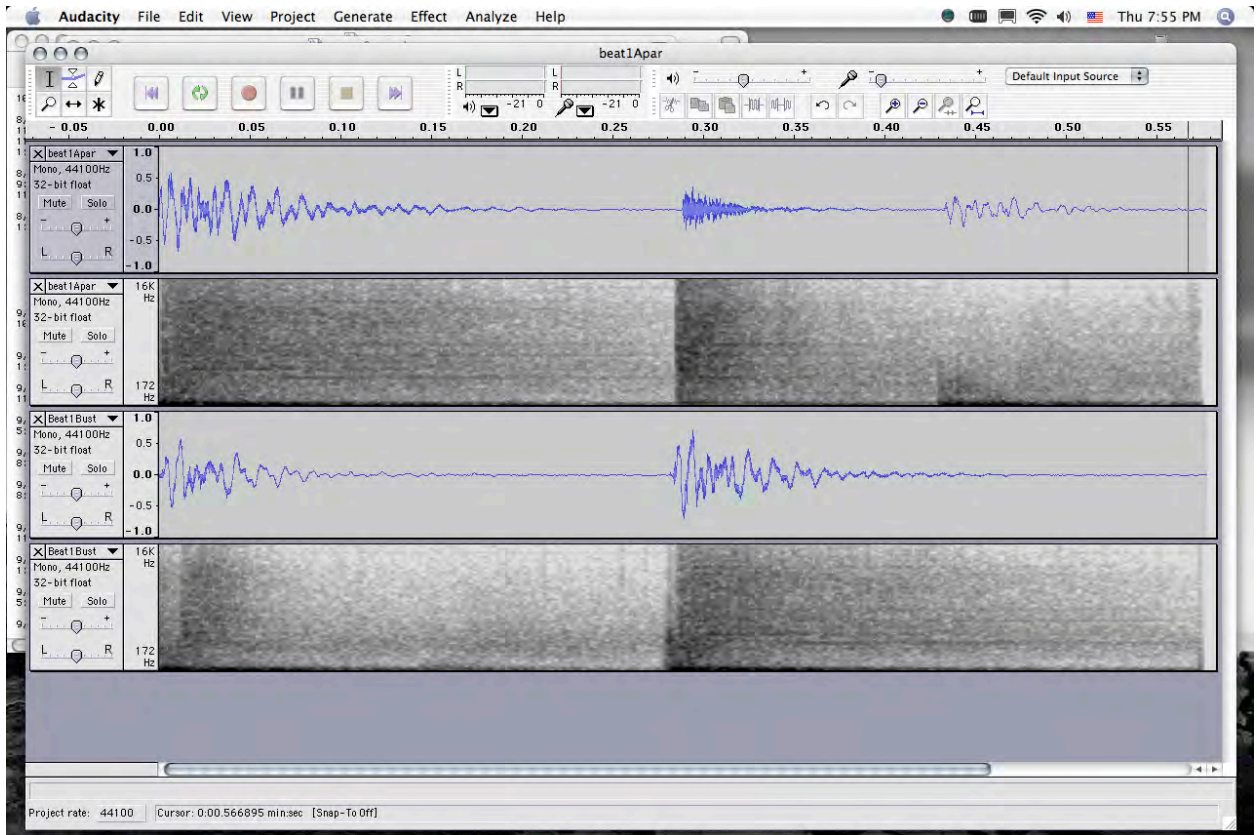 Audacity File Edit View Project Generate Effect Analyze Help Thu 7:55 PM
beat1Apar
L R -21 0 L R -21 0 - + - + Default Input Source
- 0.05 0.00 0.05 0.10 0.15 0.20 0.25 0.30 0.35 0.40 0.45 0.50 0.55
beat1Apar 1.0
Mono, 44100Hz
32-bit float 0.5
Mute Solo
- + 0.0
-0.5
L R
-1.0
beat1Apar 16K
Mono, 44100Hz Hz
32-bit float
Mute Solo
- +
L R 172
Hz
Beat1Bust 1.0
Mono, 44100Hz
32-bit float 0.5
Mute Solo
- + 0.0
-0.5
L R
-1.0
Beat1Bust 16K
Mono, 44100Hz Hz
32-bit float
Mute Solo
- +
L R 172
Hz
Project rate: 44100 Cursor: 0:00.566895 min:sec [Snap-To Off]